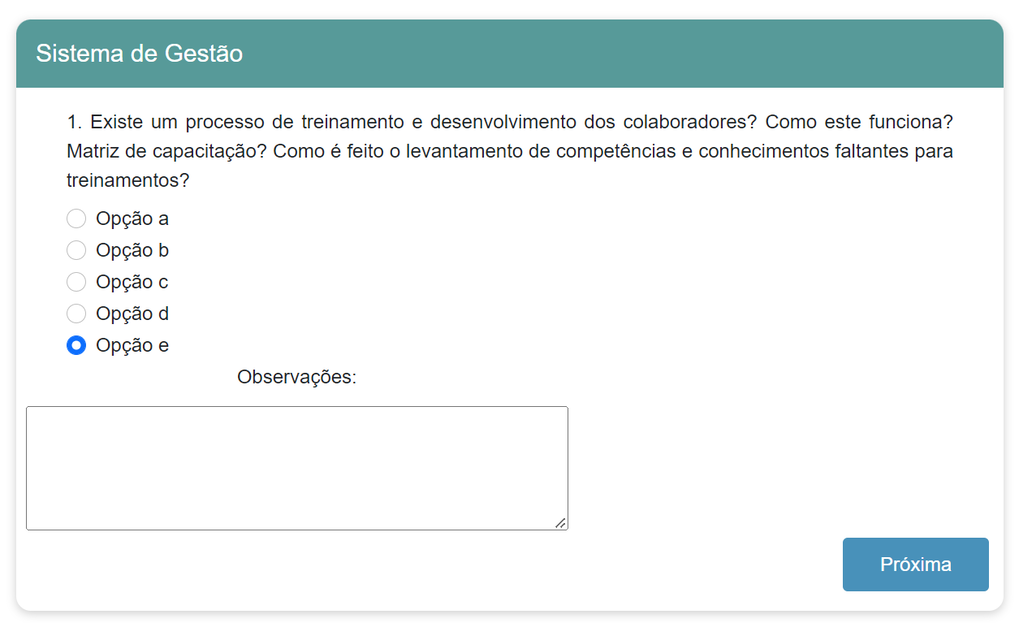 Sistema de Gestão
1. Existe um processo de treinamento e desenvolvimento dos colaboradores? Como este funciona?
Matriz de capacitação? Como é feito o levantamento de competências e conhecimentos faltantes para
treinamentos?
Opção a
Opção b
Opção c
Opção d
Opção e
Observações:
Próxima